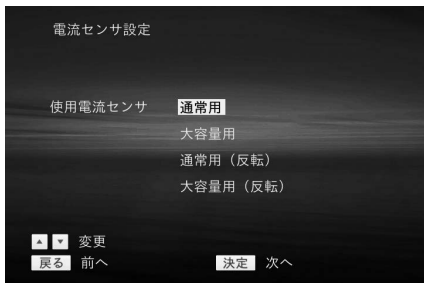 電流センサ設定
使用電流センサ 通常用
大容量用
通常用（反転）
大容量用（反転）
▲ ▼ 変更
戻る 前へ 決定 次へ